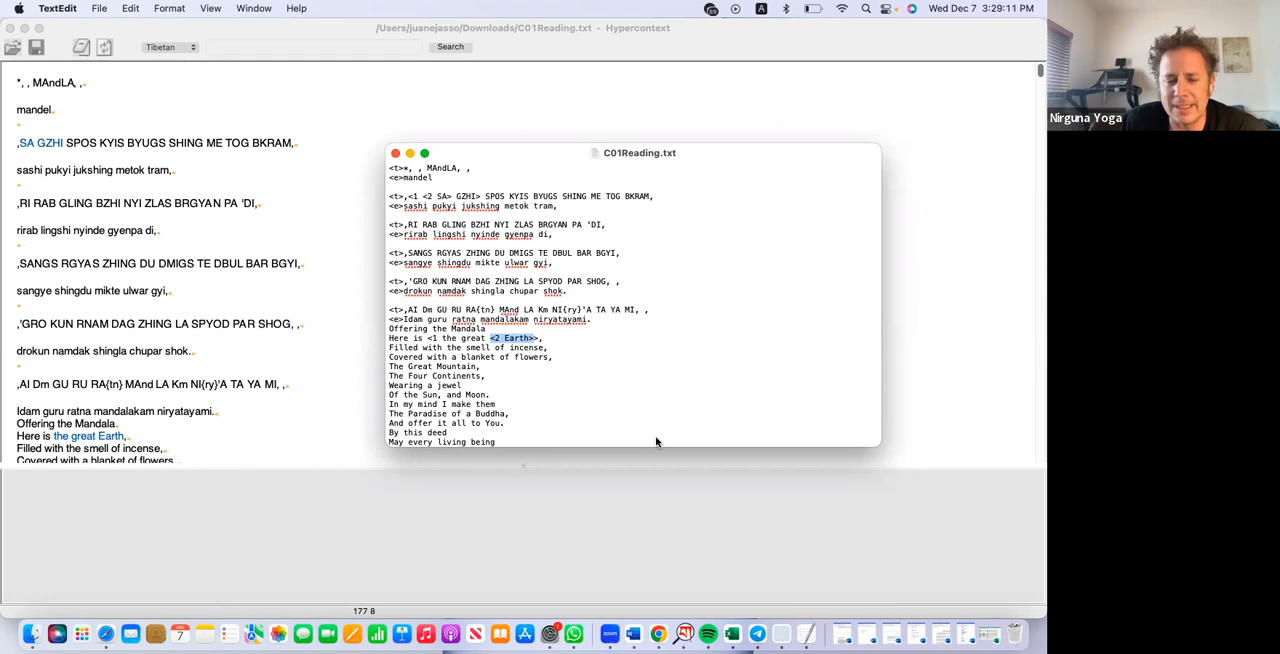 TextEdit File Edit Format View Window Help
Wed Dec 7 3:29:11 PM
/Users/juanejasso/Downloads/C01Reading.txt - Hypercontext
Tibetan
Search
*, , MAndLA, ,
mandel
,SA GZHI SPOS KYIS BYUGS SHING ME TOG BKRAM,
sashi pukyi jukshing metok tram,
,RI RAB GLING BZHI NYI ZLAS BRGYAN PA 'DI,
rirab lingshi nyinde gyenpa di,
,SANGS RGYAS ZHING DU DMIGS TE DBUL BAR BGYI,
sangye shingdu mikte ulwar gyi,
,'GRO KUN RNAM DAG ZHING LA SPYOD PAR SHOG, ,
drokun namdak shingla chupar shok.
,AI Dm GU RU RA{tn} MAnd LA Km NI{ry}'A TA YA MI, ,
Idam guru ratna mandalakam niryatayami.
Offering the Mandala
Here is the great Earth,
Filled with the smell of incense,
Covered with a blanket of flowers
C01Reading.txt
<t>*, , MAndLA, ,
<e>mandel
<t>,<1 <2 SA> GZHI> SPOS KYIS BYUGS SHING ME TOG BKRAM,
<e>sashi pukyi jukshing metok tram,
<t>,RI RAB GLING BZHI NYI ZLAS BRGYAN PA 'DI,
<e>rirab lingshi nyinde gyenpa di,
<t>,SANGS RGYAS ZHING DU DMIGS TE DBUL BAR BGYI,
<e>sangye shingdu mikte ulwar gyi,
<t>,'GRO KUN RNAM DAG ZHING LA SPYOD PAR SHOG, ,
<e>drokun namdak shingla chupar shok.
<t>,AI Dm GU RU RA{tn} MAnd LA Km NI{ry}'A TA YA MI, ,
<e>Idam guru ratna mandalakam niryatayami.
Offering the Mandala
Here is <1 the great <2 Earth>>,
Filled with the smell of incense,
Covered with a blanket of flowers,
The Great Mountain,
The Four Continents,
Wearing a jewel
Of the Sun, and Moon.
In my mind I make them
The Paradise of a Buddha,
And offer it all to You.
By this deed
May every living being
177 8
Nirguna Yoga
zoom